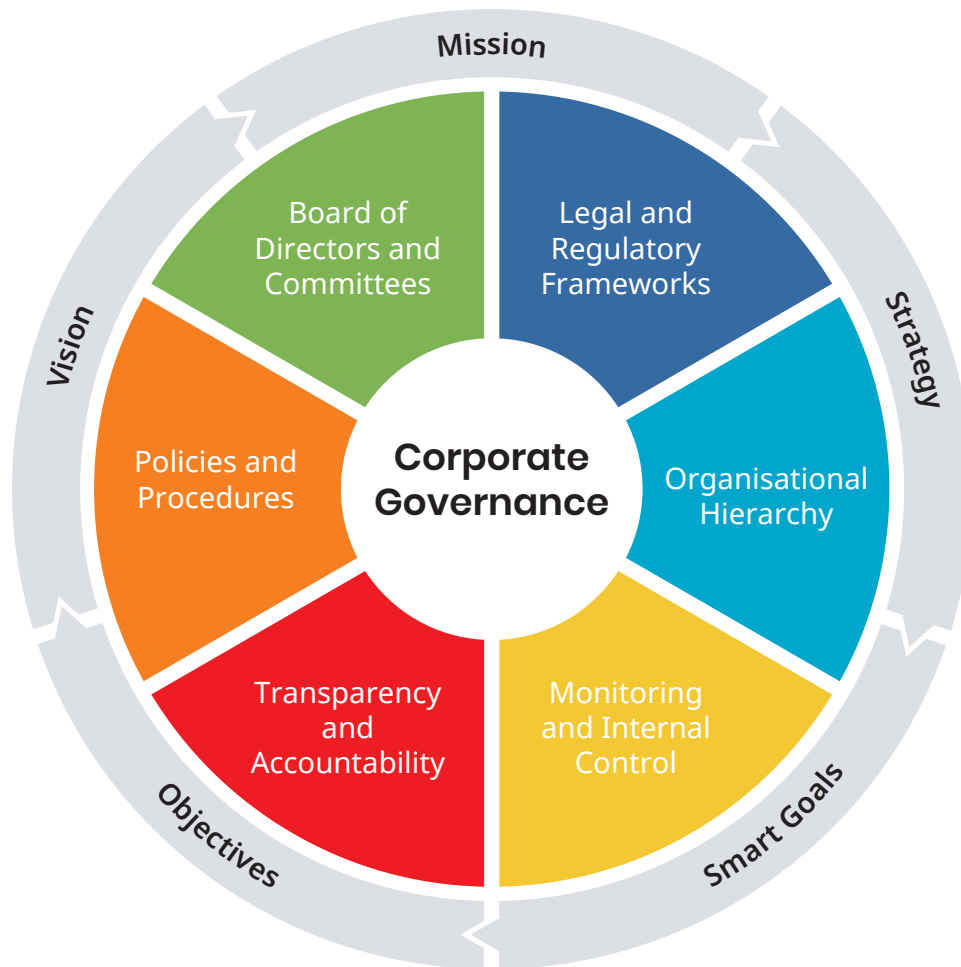 Mission
Board of
Directors and
Committees
Legal and
Regulatory
Frameworks
Vision
Strategy
Policies and
Procedures
Corporate
Governance
Organisational
Hierarchy
Transparency
and
Accountability
Monitoring
and Internal
Control
Objectives
Smart Goals